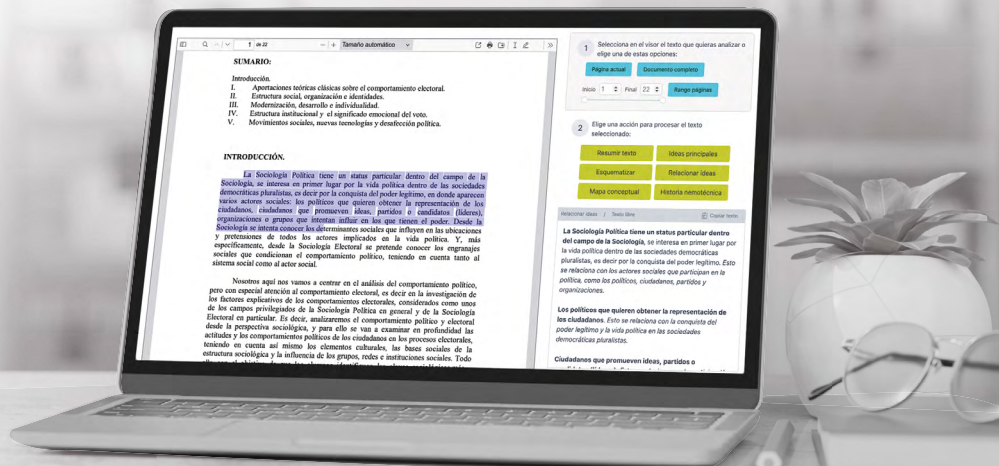 1 de 22
Tamaño automático
SUMARIO:
Introducción.
I. Aportaciones teóricas clásicas sobre el comportamiento electoral.
II. Estructura social, organización e identidades.
III. Modernización, desarrollo e individualidad.
IV. Estructura institucional y el significado emocional del voto.
V. Movimientos sociales, nuevas tecnologías y desafección política.
INTRODUCCIÓN.
La Sociología Política tiene un status particular dentro del campo de la
Sociología, se interesa en primer lugar por la vida política dentro de las sociedades
democráticas pluralistas, es decir por la conquista del poder legítimo, en donde aparecen
varios actores sociales: los políticos que quieren obtener la representación de los
ciudadanos, ciudadanos que promueven ideas, partidos o candidatos (líderes),
organizaciones o grupos que intentan influir en los que tienen el poder. Desde la
Sociología se intenta conocer los determinantes sociales que influyen en las ubicaciones
y pretensiones de todos los actores implicados en la vida política. Y, más
específicamente, desde la Sociología Electoral se pretende conocer los engranajes
sociales que condicionan el comportamiento político, teniendo en cuenta tanto al
sistema social como al actor social.
Nosotros aquí nos vamos a centrar en el análisis del comportamiento político,
pero con especial atención al comportamiento electoral, es decir en la investigación de
los factores explicativos de los comportamientos electorales, considerados como unos
de los campos privilegiados de la Sociología Política en general y de la Sociología
Electoral en particular. Es decir, analizaremos el comportamiento político y electoral
desde la perspectiva sociológica, y para ello se van a examinar en profundidad las
actitudes y los comportamientos políticos de los ciudadanos en los procesos electorales,
teniendo en cuenta así mismo los elementos culturales, las bases sociales de la
estructura sociológica y la influencia de los grupos, redes e instituciones sociales. Todo
1 Selecciona en el visor el texto que quieras analizar o
elige una de estas opciones:
Página actual Documento completo
Inicio 1 Final 22 Rango páginas
2 Elige una acción para procesar el texto
seleccionado:
Resumir texto Ideas principales
Esquematizar Relacionar ideas
Mapa conceptual Historia nemotécnica
Relacionar ideas / Texto libre Copiar texto
La Sociología Política tiene un status particular dentro
del campo de la Sociología, se interesa en primer lugar por
la vida política dentro de las sociedades democráticas
pluralistas, es decir por la conquista del poder legítimo. Esto
se relaciona con los actores sociales que participan en la
política, como los políticos, ciudadanos, partidos y
organizaciones.
Los políticos que quieren obtener la representación de
los ciudadanos. Esto se relaciona con la conquista del
poder legítimo y la vida política en las sociedades
democráticas pluralistas.
Ciudadanos que promueven ideas, partidos o